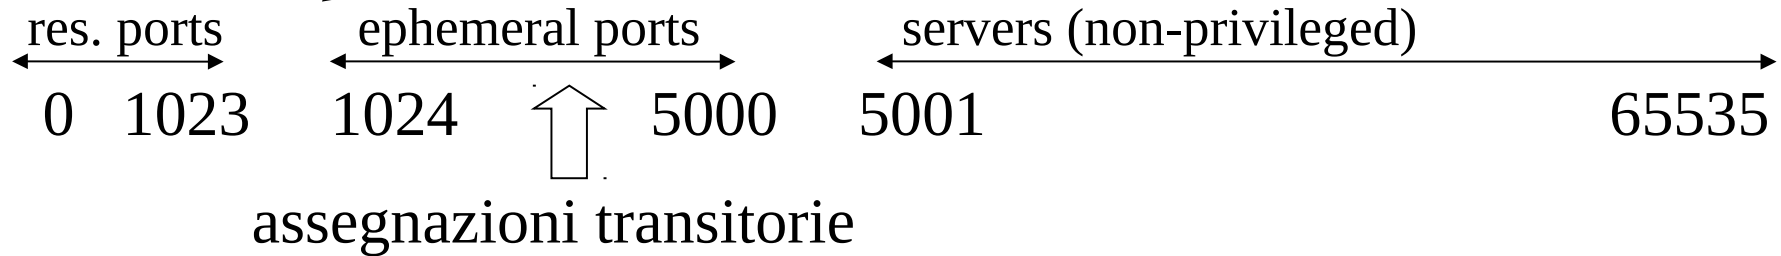 res. ports ephemeral ports servers (non-privileged)
0 1023 1024 5000 5001 65535
assegnazioni transitorie